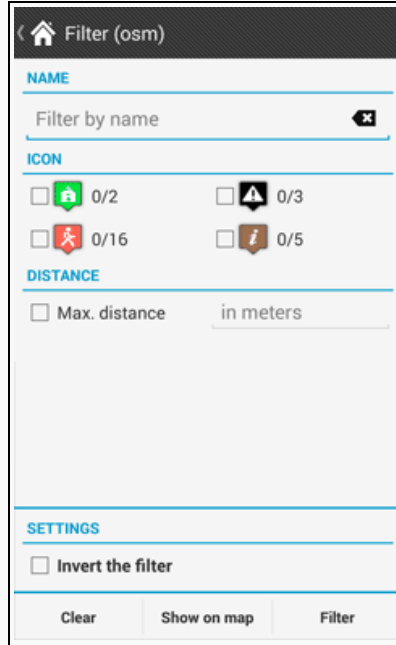 Filter (osm)
NAME
Filter by name
ICON
0/2 0/3
0/16 0/5
DISTANCE
Max. distance in meters
SETTINGS
Invert the filter
Clear Show on map Filter